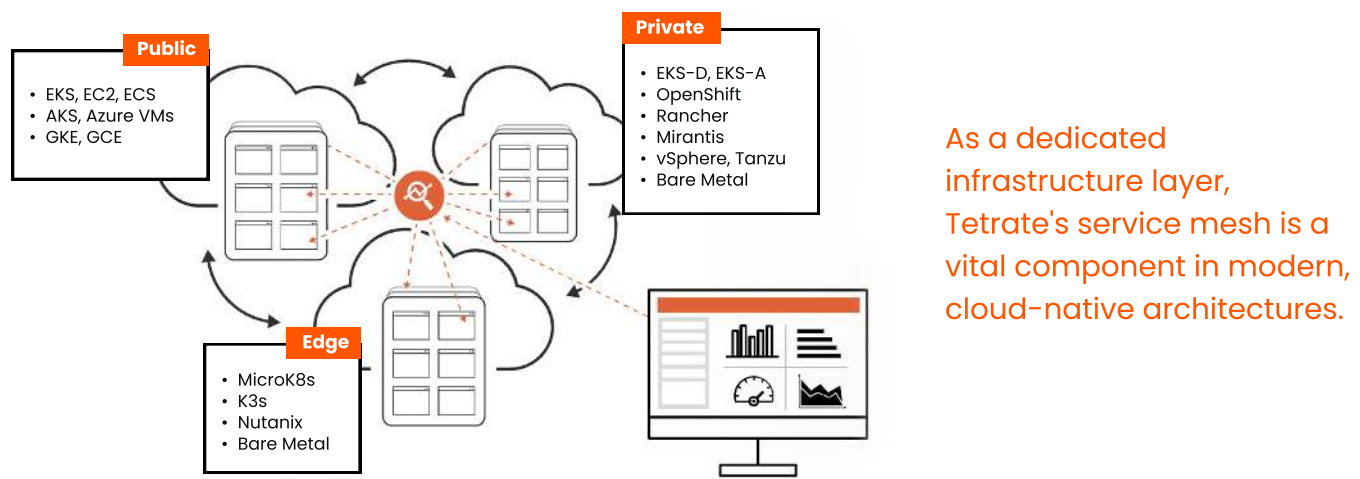 Public
• EKS, EC2, ECS
• AKS, Azure VMs
• GKE, GCE
Private
• EKS-D, EKS-A
• OpenShift
• Rancher
• Mirantis
• vSphere, Tanzu
• Bare Metal
Edge
• MicroK8s
• K3s
• Nutanix
• Bare Metal
As a dedicated
infrastructure layer,
Tetrate's service mesh is a
vital component in modern,
cloud-native architectures.